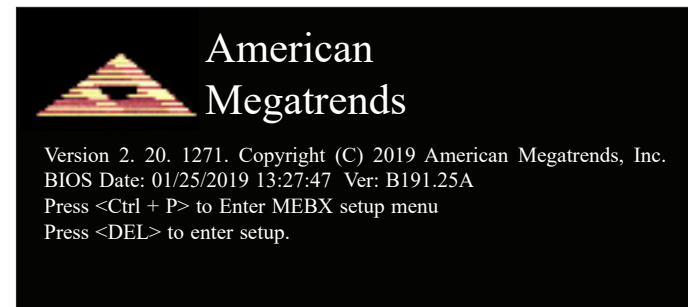 American
Megatrends
Version 2. 20. 1271. Copyright (C) 2019 American Megatrends, Inc.
BIOS Date: 01/25/2019 13:27:47 Ver: B191.25A
Press <Ctrl + P> to Enter MEBX setup menu
Press <DEL> to enter setup.